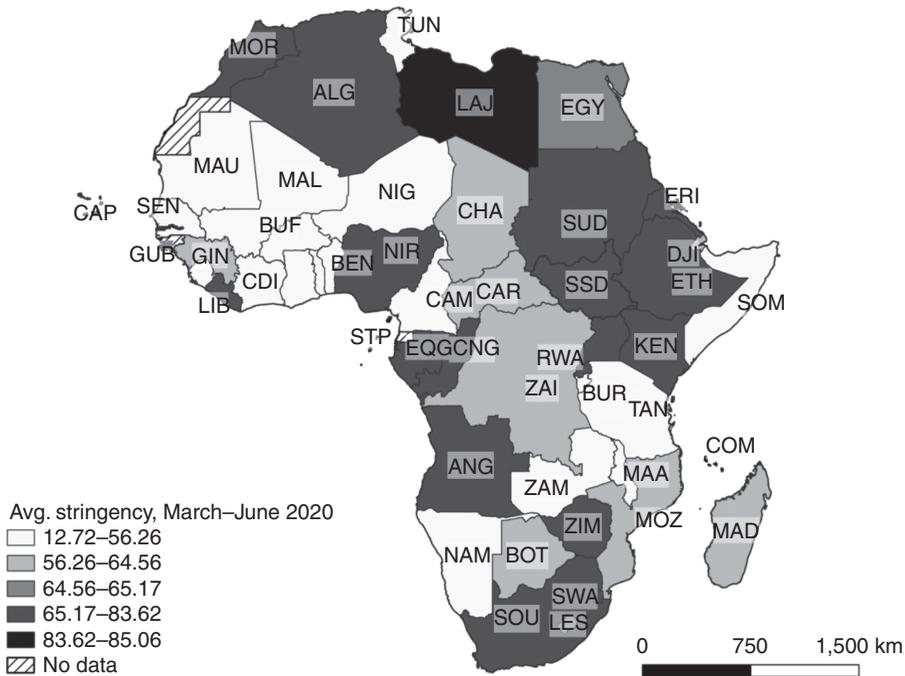 TUN
MOR
ALG
LAJ
EGY
MAU
MAL
NIG
CAP
SEN
CHA
SUD
ERI
BUF
GUB
GIN
NIR
DJI
BEN
CDI
SSD
ETH
CAM
CAR
LIB
SOM
STP
EQG
CNG
RWA
KEN
ZAI
BUR
TAN
COM
ANG
MAA
ZAM
MOZ
ZIM
MAD
NAM
BOT
SWA
SOU
LES
Avg. stringency, March–June 2020
12.72–56.26
56.26–64.56
64.56–65.17
65.17–83.62
83.62–85.06
No data
0 750 1,500 km